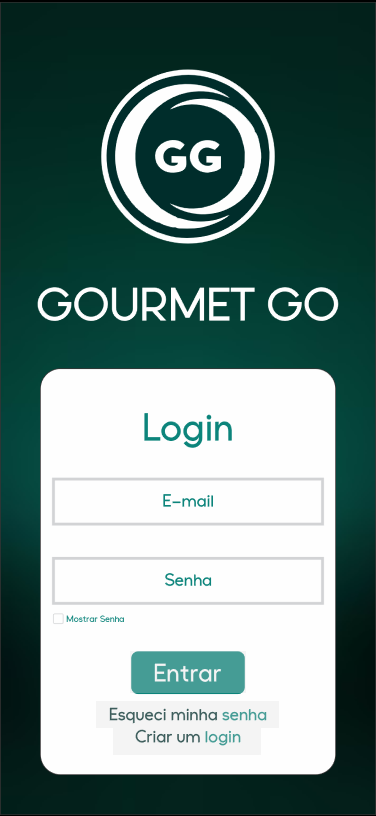 GG
GOURMET GO
Login
E-mail
Senha
Mostrar Senha
Entrar
Esqueci minha senha
Criar um login